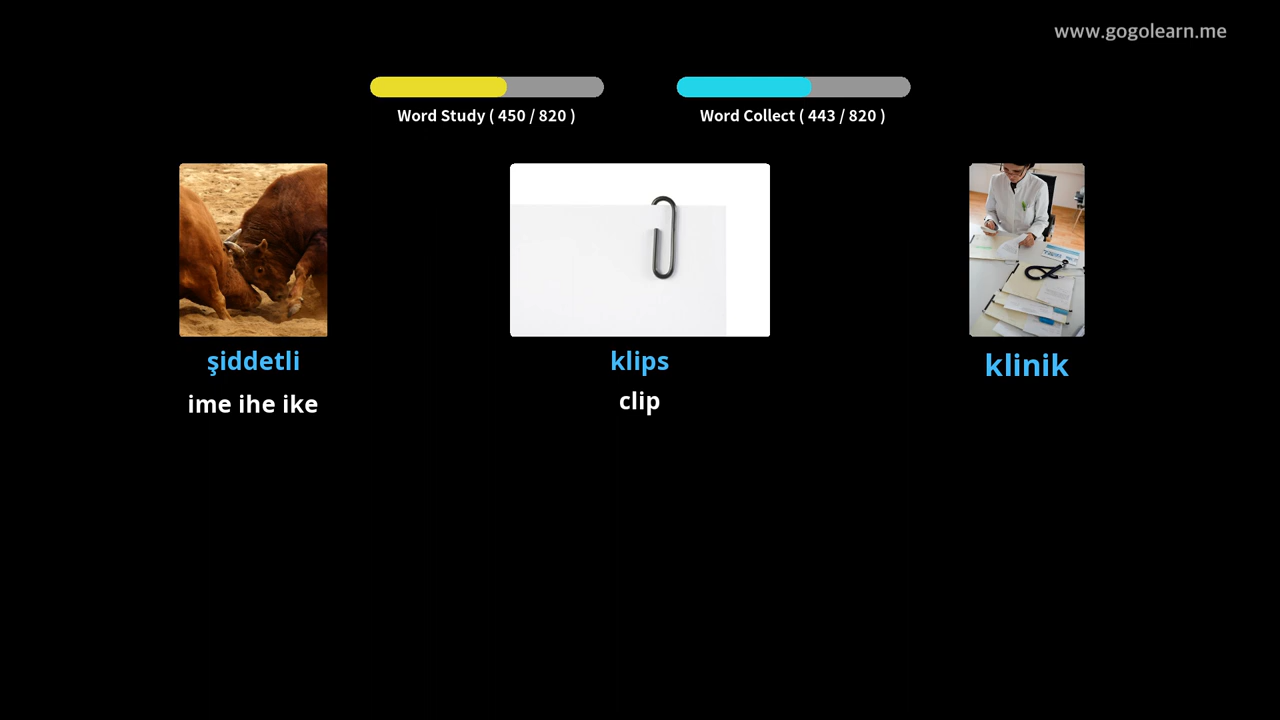 www.gogolearn.me
Word Study ( 450 / 820 )
Word Collect ( 443 / 820 )
şiddetli
klips
klinik
ime ihe ike
clip